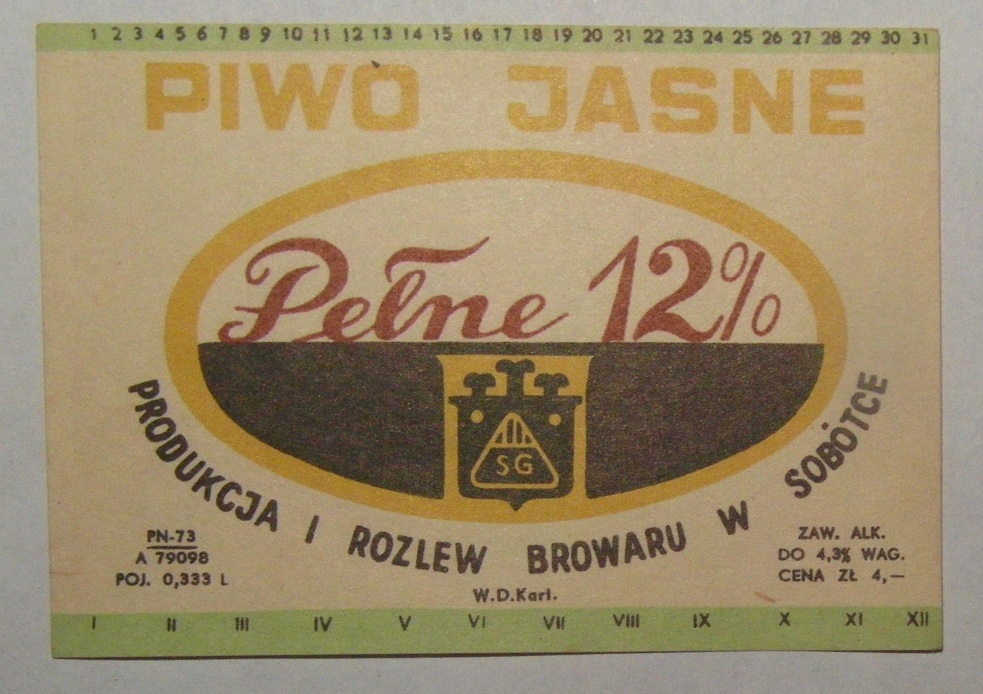 1 2 3 4 5 6 7 8 9 10 11 12 13 14 15 16 17 18 19 20 21 22 23 24 25 26 27 28 29 30 31
PIWO JASNE
Pełne 12%
SG
PRODUKCJA I ROZLEW BROWARU W SOBÓTCE
PN-73
A 79098
POJ. 0,333 L
ZAW. ALK.
DO 4,3% WAG.
CENA ZŁ 4,—
W.D.Kart.
I II III IV V VI VII VIII IX X XI XII